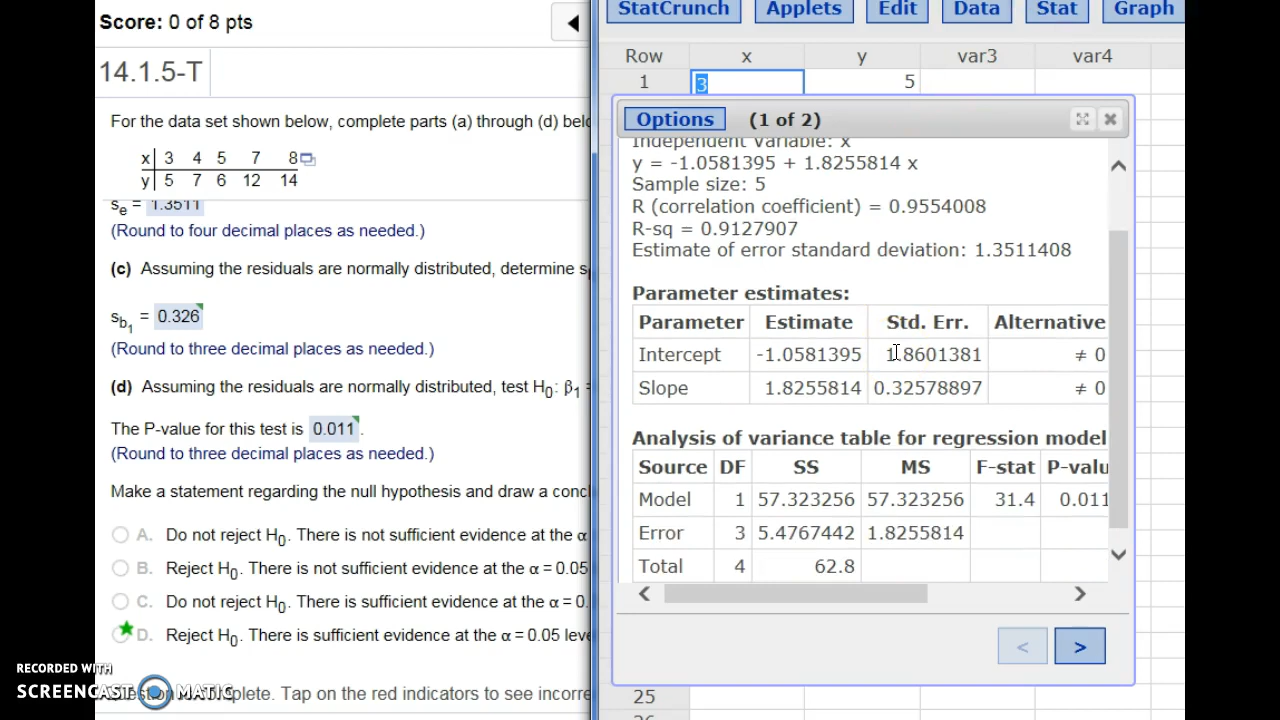 Score: 0 of 8 pts
14.1.5-T
For the data set shown below, complete parts (a) through (d) bel
x 3 4 5 7 8
y 5 7 6 12 14
se = 1.3511
(Round to four decimal places as needed.)
(c) Assuming the residuals are normally distributed, determine s
sb1 = 0.326
(Round to three decimal places as needed.)
(d) Assuming the residuals are normally distributed, test H0: β1 =
The P-value for this test is 0.011.
(Round to three decimal places as needed.)
Make a statement regarding the null hypothesis and draw a conc
A. Do not reject H0. There is not sufficient evidence at the α
B. Reject H0. There is not sufficient evidence at the α = 0.05
C. Do not reject H0. There is sufficient evidence at the α = 0.
D. Reject H0. There is sufficient evidence at the α = 0.05 leve
plete. Tap on the red indicators to see incorre
RECORDED WITH
SCREENCAST MATIC
StatCrunch Applets Edit Data Stat Graph
Row x y var3 var4
1 3 5
Options (1 of 2)
Independent variable: x
y = -1.0581395 + 1.8255814 x
Sample size: 5
R (correlation coefficient) = 0.9554008
R-sq = 0.9127907
Estimate of error standard deviation: 1.3511408
Parameter estimates:
Parameter Estimate Std. Err. Alternative
Intercept -1.0581395 1.8601381 ≠ 0
Slope 1.8255814 0.32578897 ≠ 0
Analysis of variance table for regression model
Source DF SS MS F-stat P-valu
Model 1 57.323256 57.323256 31.4 0.011
Error 3 5.4767442 1.8255814
Total 4 62.8
< >
25